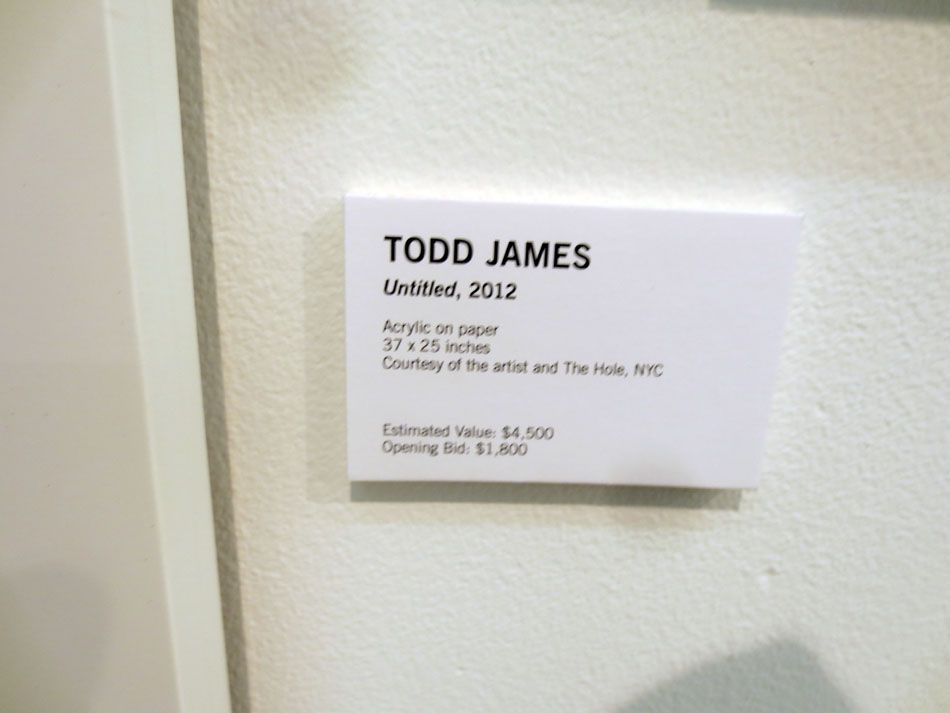 TODD JAMES
Untitled, 2012
Acrylic on paper
37 x 25 inches
Courtesy of the artist and The Hole, NYC
Estimated Value: $4,500
Opening Bid: $1,800